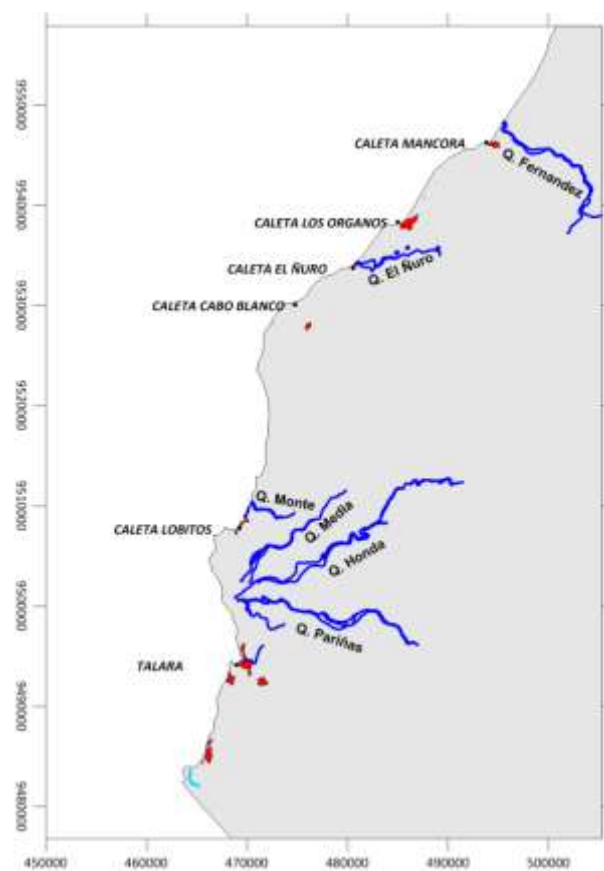 9550000
CALETA MANCORA
Q. Fernandez
9540000
CALETA LOS ORGANOS
CALETA EL ÑURO
Q. El Ñuro
9530000
CALETA CABO BLANCO
9520000
9510000
Q. Monte
Q. Media
CALETA LOBITOS
Q. Honda
9500000
Q. Pariñas
TALARA
9490000
9480000
450000 460000 470000 480000 490000 500000